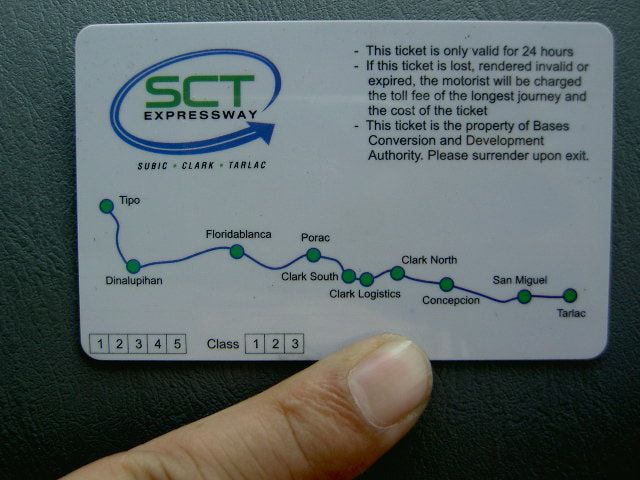 SCT
EXPRESSWAY
SUBIC • CLARK • TARLAC
- This ticket is only valid for 24 hours
- If this ticket is lost, rendered invalid or
expired, the motorist will be charged
the toll fee of the longest journey and
the cost of the ticket
- This ticket is the property of Bases
Conversion and Development
Authority. Please surrender upon exit.
Tipo
Dinalupihan
Floridablanca
Porac
Clark South
Clark Logistics
Clark North
Concepcion
San Miguel
Tarlac
1 2 3 4 5 Class 1 2 3